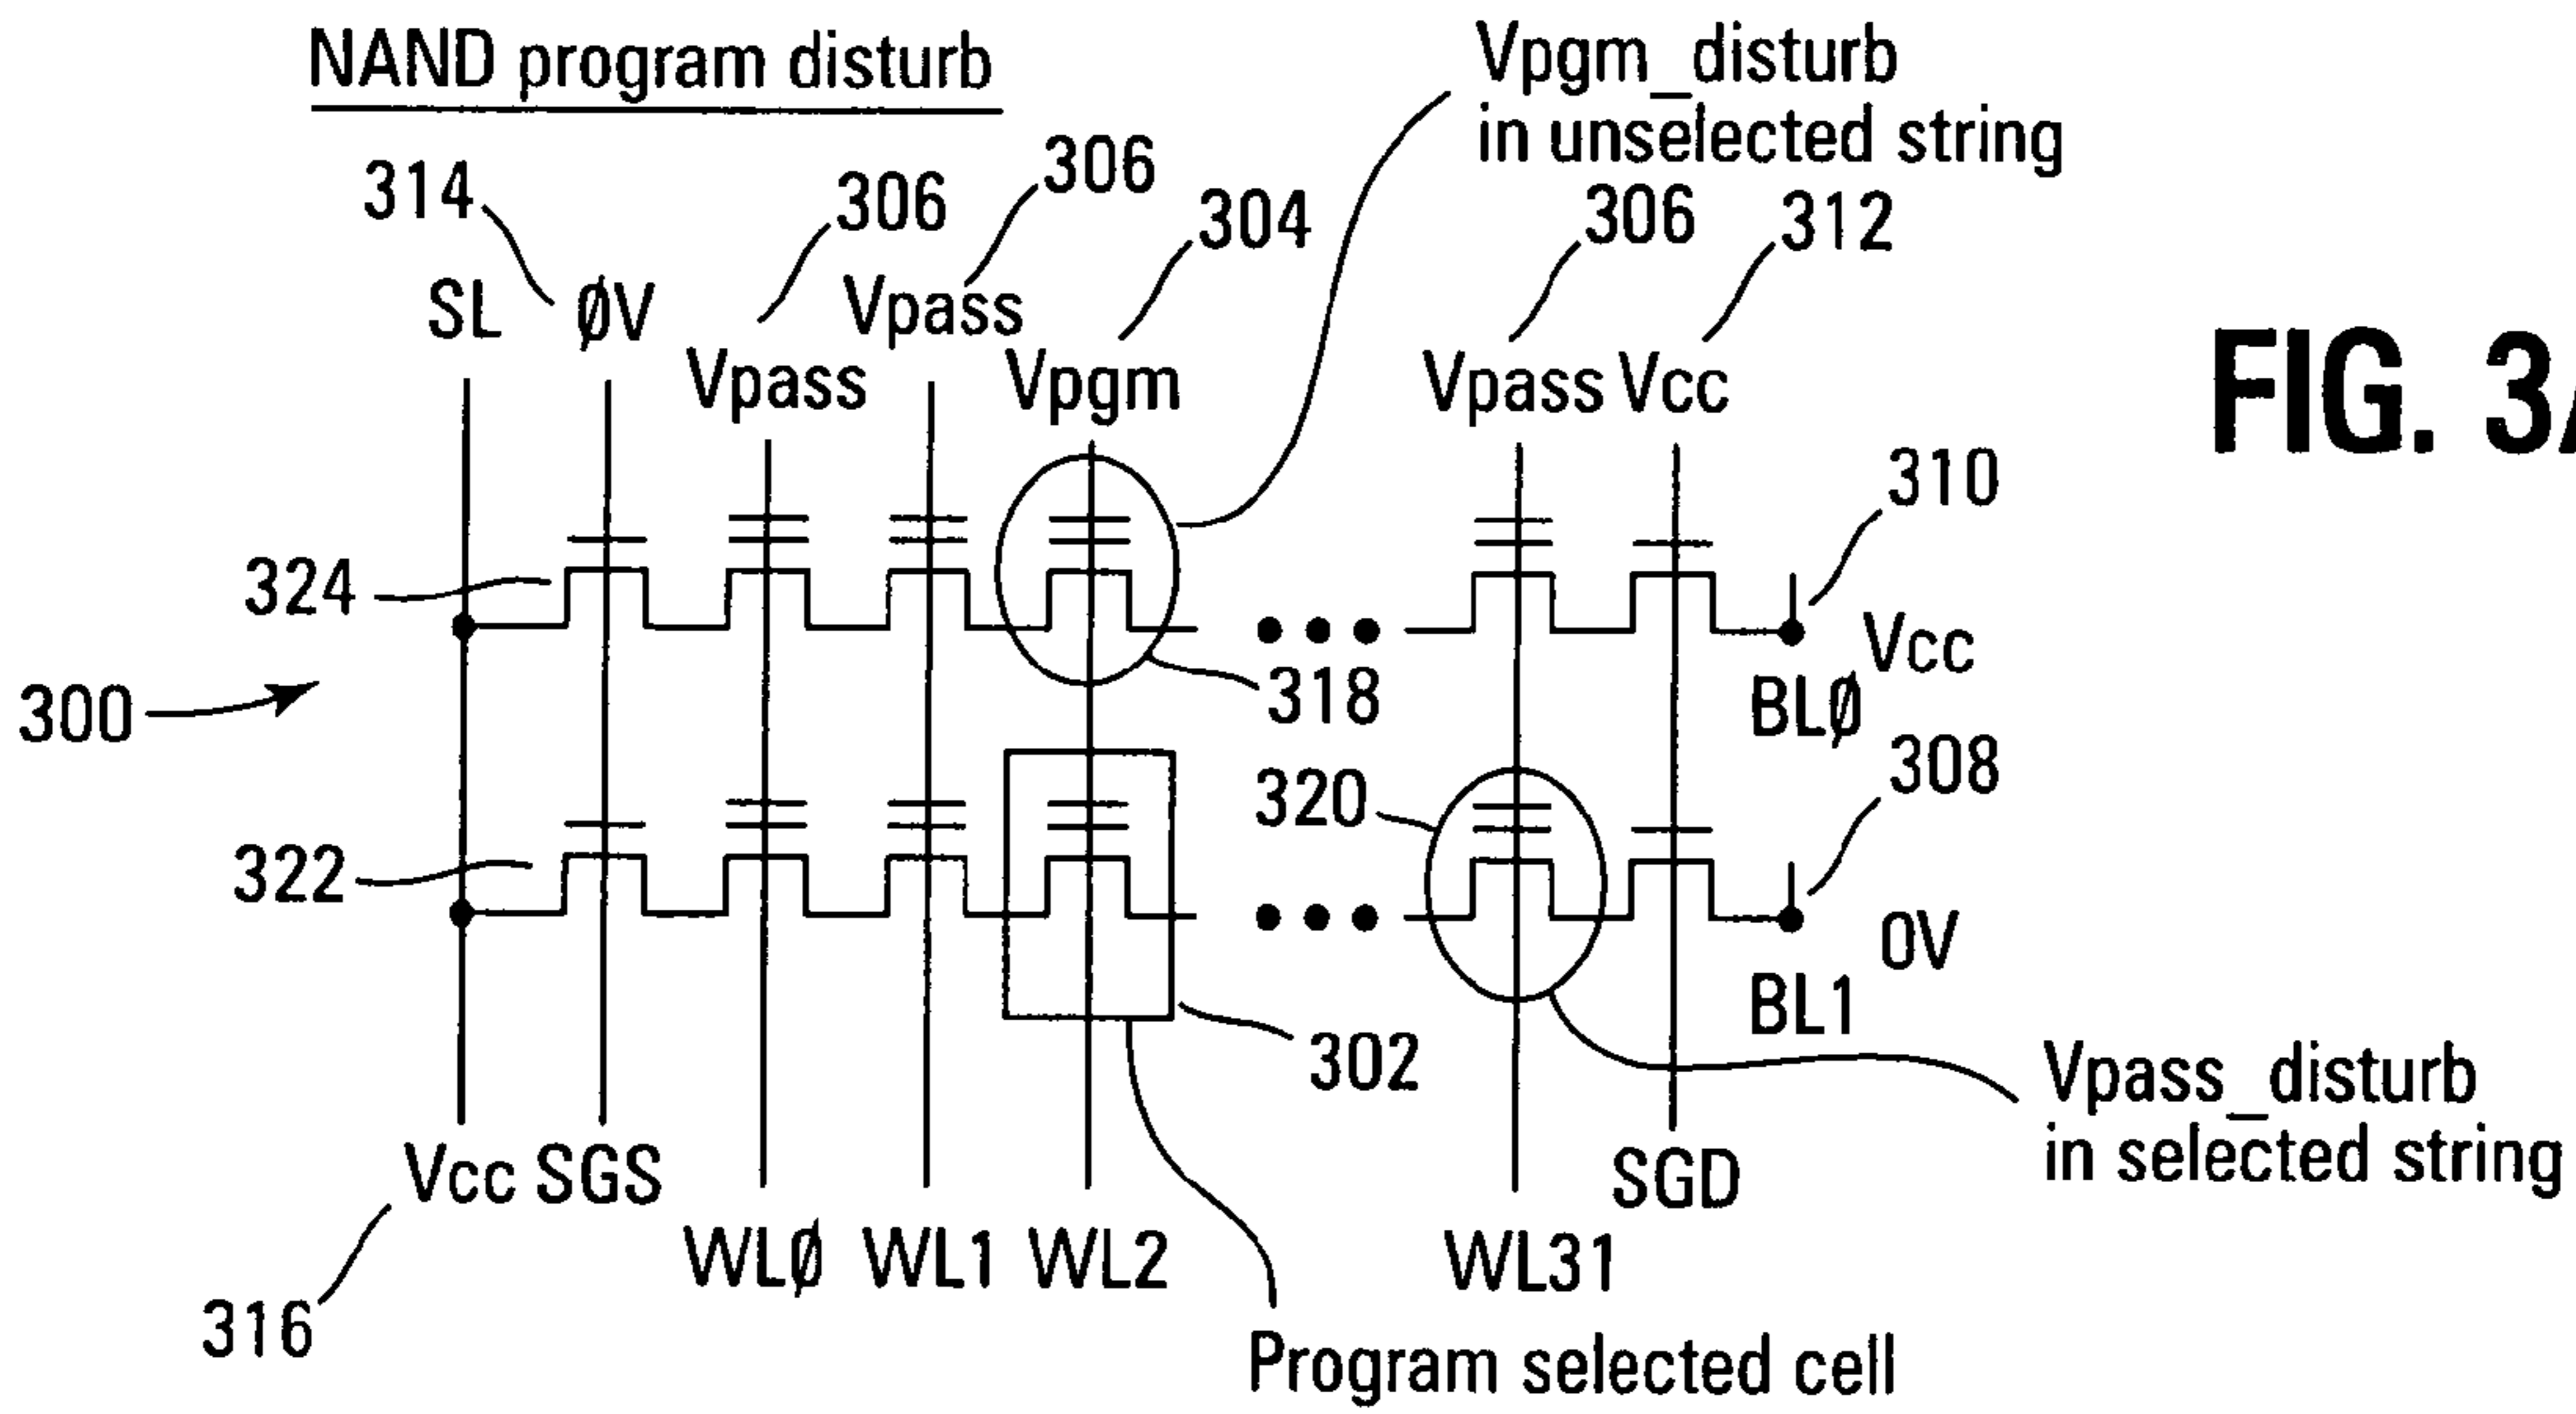 NAND program disturb
Vpgm_disturb
in unselected string
314
306
306
304
306
312
SL
ØV
Vpass
Vpass
Vpgm
Vpass
Vcc
FIG. 3
310
324
318
Vcc
BLØ
300
308
320
322
302
0V
BL1
Vpass_disturb
in selected string
Vcc
SGS
SGD
WLØ
WL1
WL2
WL31
316
Program selected cell